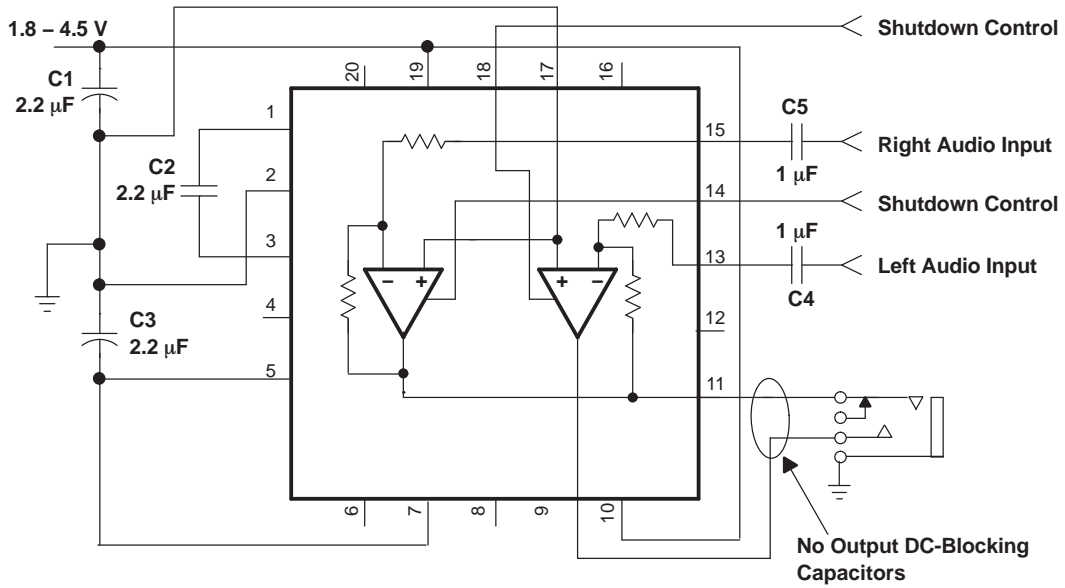 1.8 – 4.5 V
C1
2.2 μF
C2
2.2 μF
C3
2.2 μF
20
19
18
17
16
1
2
3
4
5
15
14
13
12
11
6
7
8
9
10
– +
+ –
C5
1 μF
1 μF
C4
Shutdown Control
Right Audio Input
Shutdown Control
Left Audio Input
No Output DC-Blocking
Capacitors